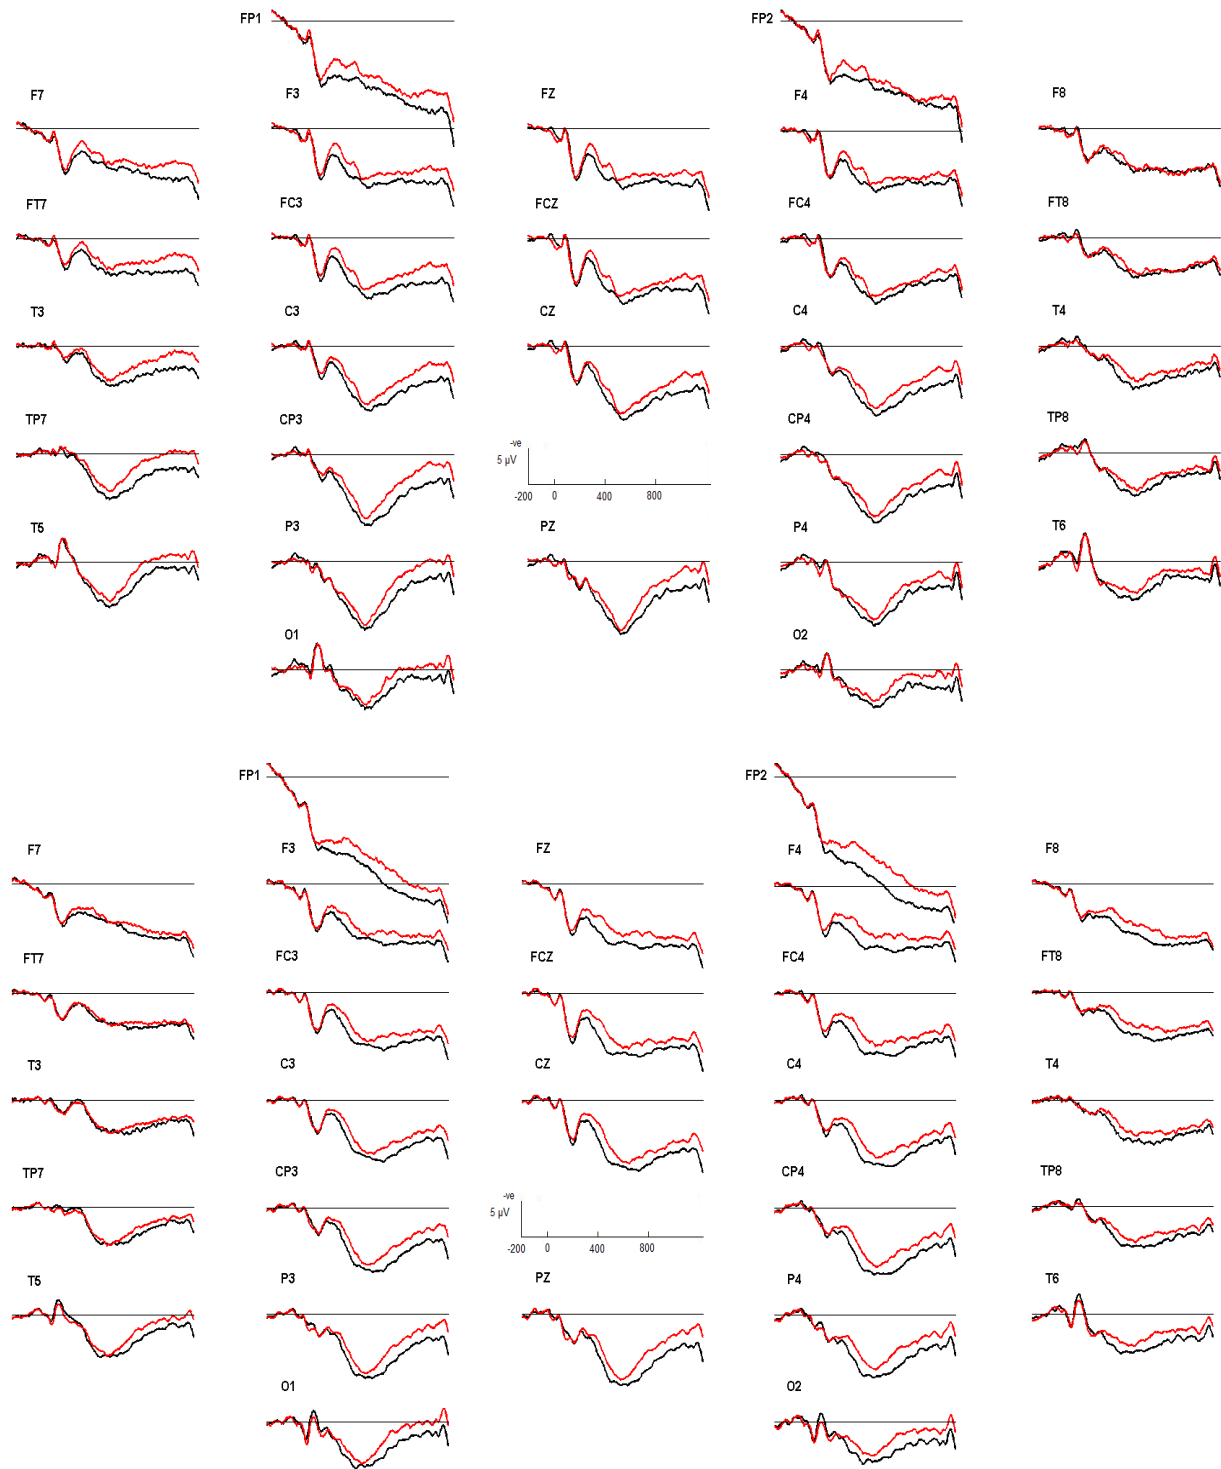 FP1 FP2
F7 F3 FZ F4 F8
FT7 FC3 FCZ FC4 FT8
T3 C3 CZ C4 T4
TP7 CP3 CP4 TP8
-ve
5 µV
-200 0 400 800
T5 P3 PZ P4 T6
O1 O2
FP1 FP2
F7 F3 FZ F4 F8
FT7 FC3 FCZ FC4 FT8
T3 C3 CZ C4 T4
TP7 CP3 CP4 TP8
-ve
5 µV
-200 0 400 800
T5 P3 PZ P4 T6
O1 O2